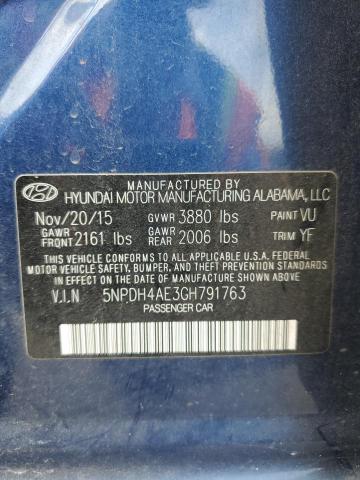 MANUFACTURED BY
HYUNDAI MOTOR MANUFACTURING ALABAMA, LLC
Nov/20/15 GVWR 3880 lbs PAINT VU
GAWR FRONT 2161 lbs GAWR REAR 2006 lbs TRIM YF
THIS VEHICLE CONFORMS TO ALL APPLICABLE U.S.A FEDERAL
MOTOR VEHICLE SAFETY, BUMPER, AND THEFT PREVENTION
STANDARDS IN EFFECT ON THE DATE OF MANUFACTURE SHOWN ABOVE.
V.I.N 5NPDH4AE3GH791763
PASSENGER CAR